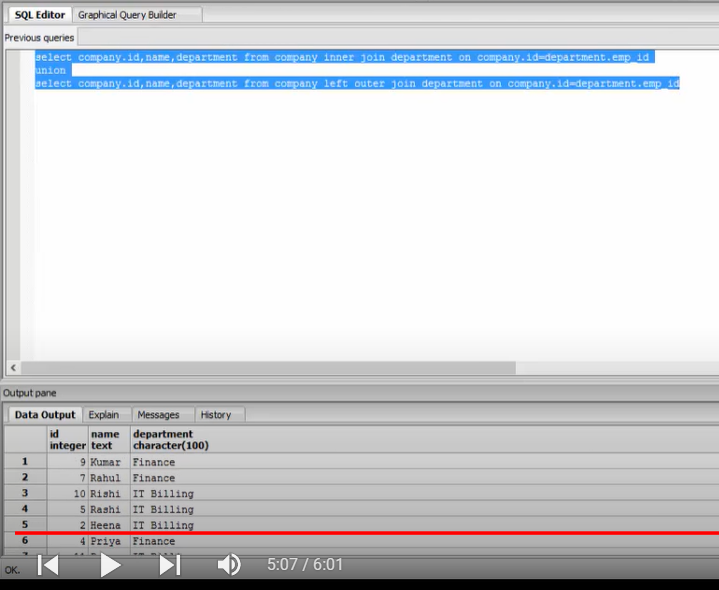 SQL Editor Graphical Query Builder
Previous queries
select company.id,name,department from company inner join department on company.id=department.emp_id
union
select company.id,name,department from company left outer join department on company.id=department.emp_id
Output pane
Data Output Explain Messages History
id name department
integer text character(100)
1 9 Kumar Finance
2 7 Rahul Finance
3 10 Rishi IT Billing
4 5 Rashi IT Billing
5 2 Heena IT Billing
6 4 Priya Finance
OK.
5:07 / 6:01